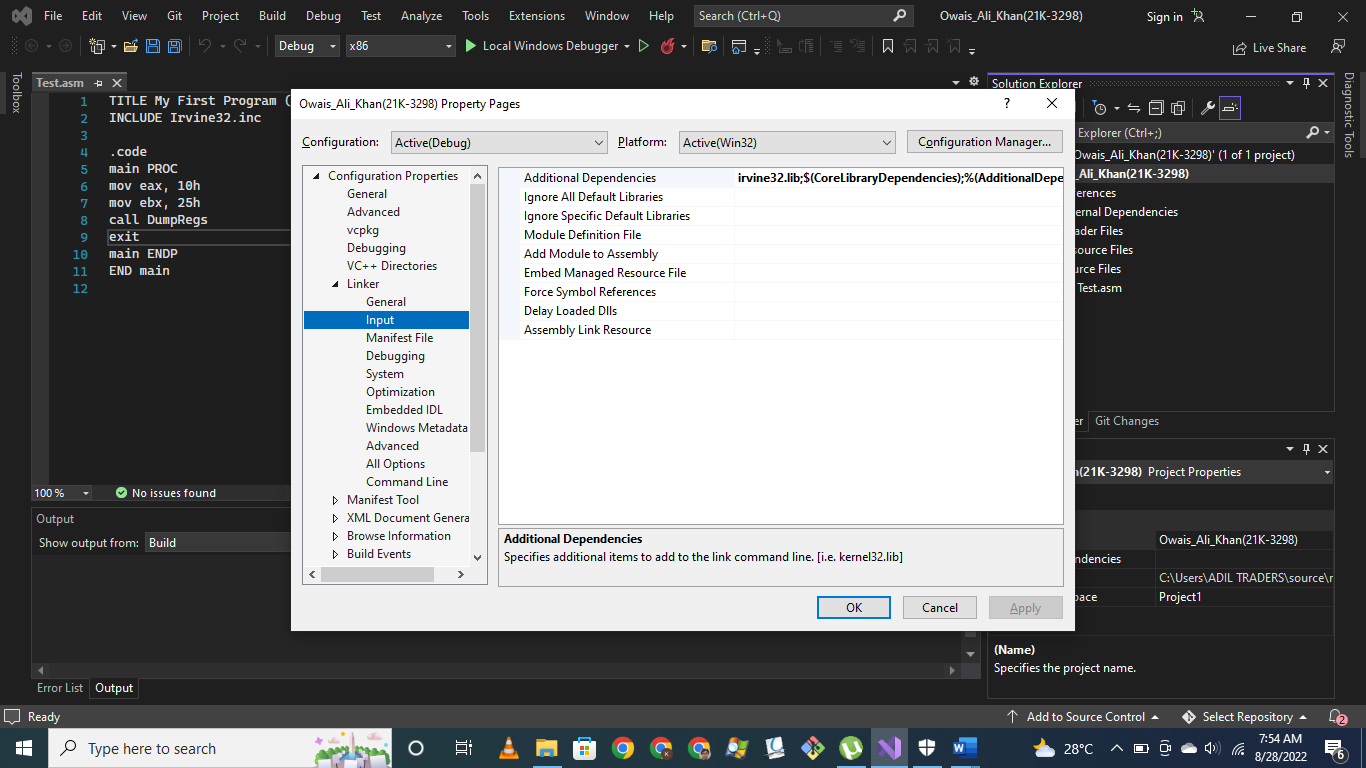 File Edit View Git Project Build Debug Test Analyze Tools Extensions Window Help Search (Ctrl+Q) Owais_Ali_Khan(21K-3298) Sign in
Debug x86 Local Windows Debugger Live Share
Toolbox
Test.asm
1 TITLE My First Program (
2 INCLUDE Irvine32.inc
3
4 .code
5 main PROC
6 mov eax, 10h
7 mov ebx, 25h
8 call DumpRegs
9 exit
10 main ENDP
11 END main
12
100 % No issues found
Output
Show output from: Build
Error List Output
Owais_Ali_Khan(21K-3298) Property Pages ?
Configuration: Active(Debug) Platform: Active(Win32) Configuration Manager...
Configuration Properties
General
Advanced
vcpkg
Debugging
VC++ Directories
Linker
General
Input
Manifest File
Debugging
System
Optimization
Embedded IDL
Windows Metadata
Advanced
All Options
Command Line
Manifest Tool
XML Document Genera
Browse Information
Build Events
Additional Dependencies irvine32.lib;$(CoreLibraryDependencies);%(AdditionalDepe
Ignore All Default Libraries
Ignore Specific Default Libraries
Module Definition File
Add Module to Assembly
Embed Managed Resource File
Force Symbol References
Delay Loaded Dlls
Assembly Link Resource
Additional Dependencies
Specifies additional items to add to the link command line. [i.e. kernel32.lib]
OK Cancel Apply
Solution Explorer
Explorer (Ctrl+;)
Owais_Ali_Khan(21K-3298)' (1 of 1 project)
_Ali_Khan(21K-3298)
erences
ernal Dependencies
ader Files
source Files
urce Files
Test.asm
er Git Changes
n(21K-3298) Project Properties
Owais_Ali_Khan(21K-3298)
ndencies
C:\Users\ADIL TRADERS\source\r
pace Project1
(Name)
Specifies the project name.
Diagnostic Tools
Ready Add to Source Control Select Repository 2
Type here to search 28°C 7:54 AM
8/28/2022 6